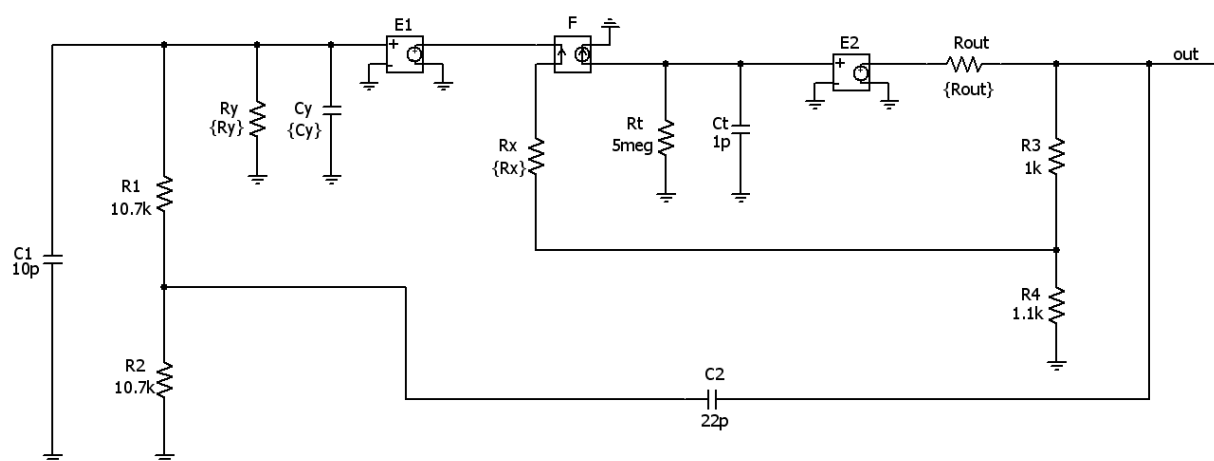 E1
F
E2
Rout
{Rout}
out
+
-
+
-
Ry
{Ry}
Cy
{Cy}
Rx
{Rx}
Rt
5meg
Ct
1p
R3
1k
R1
10.7k
C1
10p
R4
1.1k
R2
10.7k
C2
22p